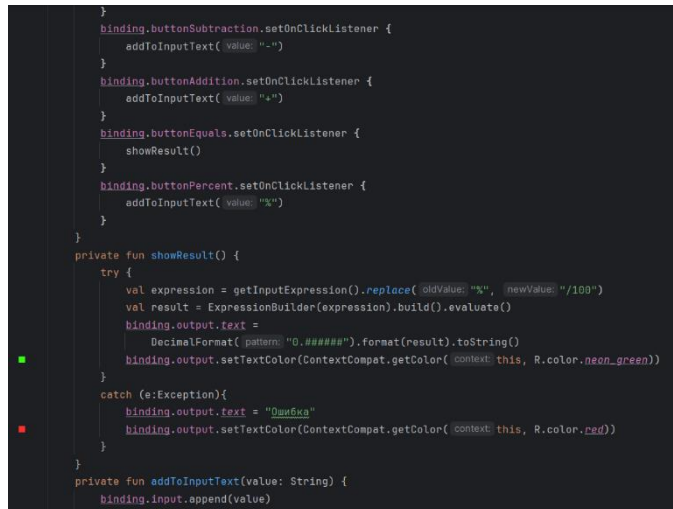 }
binding.buttonSubtraction.setOnClickListener {
addToInputText( value: "-")
}
binding.buttonAddition.setOnClickListener {
addToInputText( value: "+")
}
binding.buttonEquals.setOnClickListener {
showResult()
}
binding.buttonPercent.setOnClickListener {
addToInputText( value: "%")
}
}
private fun showResult() {
try {
val expression = getInputExpression().replace( oldValue: "%", newValue: "/100")
val result = ExpressionBuilder(expression).build().evaluate()
binding.output.text =
DecimalFormat( pattern: "0.######").format(result).toString()
binding.output.setTextColor(ContextCompat.getColor( context: this, R.color.neon_green))
}
catch (e:Exception){
binding.output.text = "Ошибка"
binding.output.setTextColor(ContextCompat.getColor( context: this, R.color.red))
}
}
private fun addToInputText(value: String) {
binding.input.append(value)